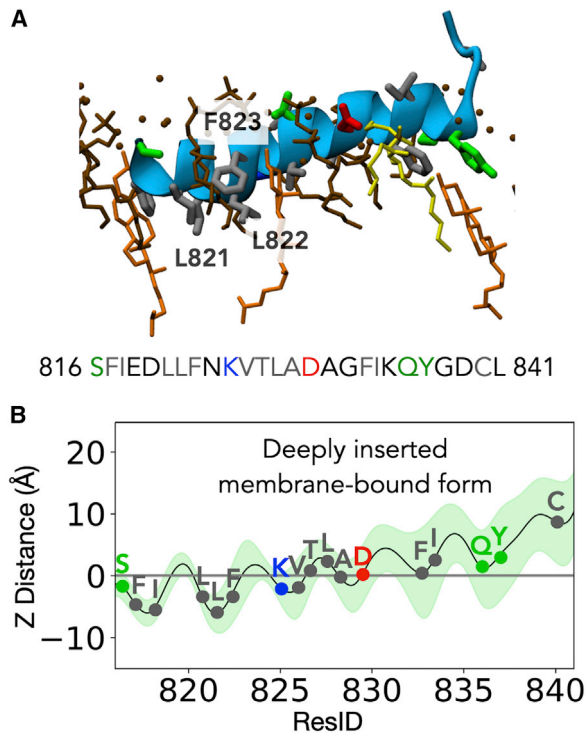 A
F823
L821
L822
816 SFIEDLLFNKVTLADAGFIKQYGDCL 841
B
Deeply inserted
membrane-bound form
Z Distance (Å)
20
10
0
−10
S
F
I
L
L
F
K
V
T
L
A
D
F
I
Q
Y
C
820
825
830
835
840
ResID